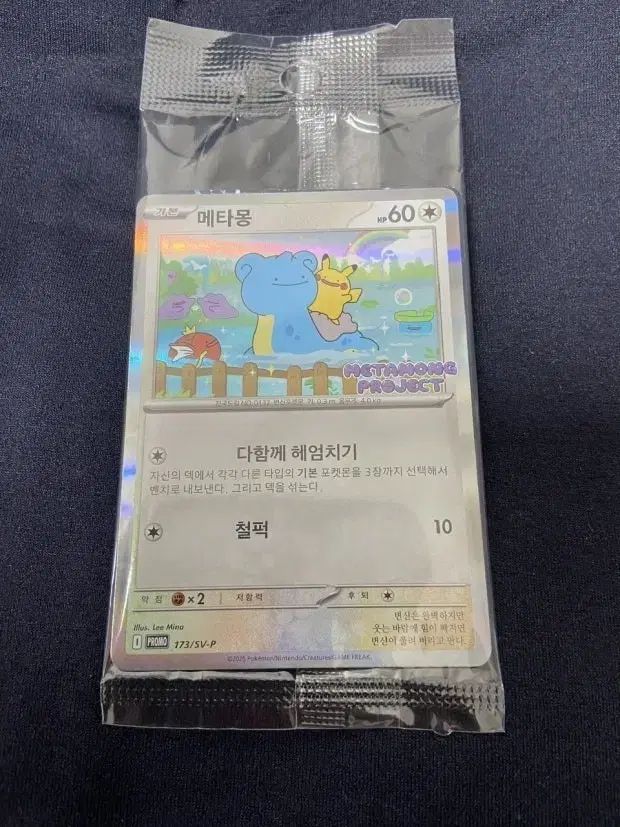 기본 메타몽 HP 60
METAMONG
PROJECT
다함께 헤엄치기
자신의 덱에서 각각 다른 타입의 기본 포켓몬을 3장까지 선택해서
벤치로 내보낸다. 그리고 덱을 섞는다.
철퍽 10
약점 ×2 저항력 후퇴
변신은 완벽하지만
웃는 바람에 힘이 빠지면
변신이 풀려 버리고 만다.
Illus. Lee Mina
I PROMO 173/SV-P
©2025 Pokémon/Nintendo/Creatures/GAME FREAK.